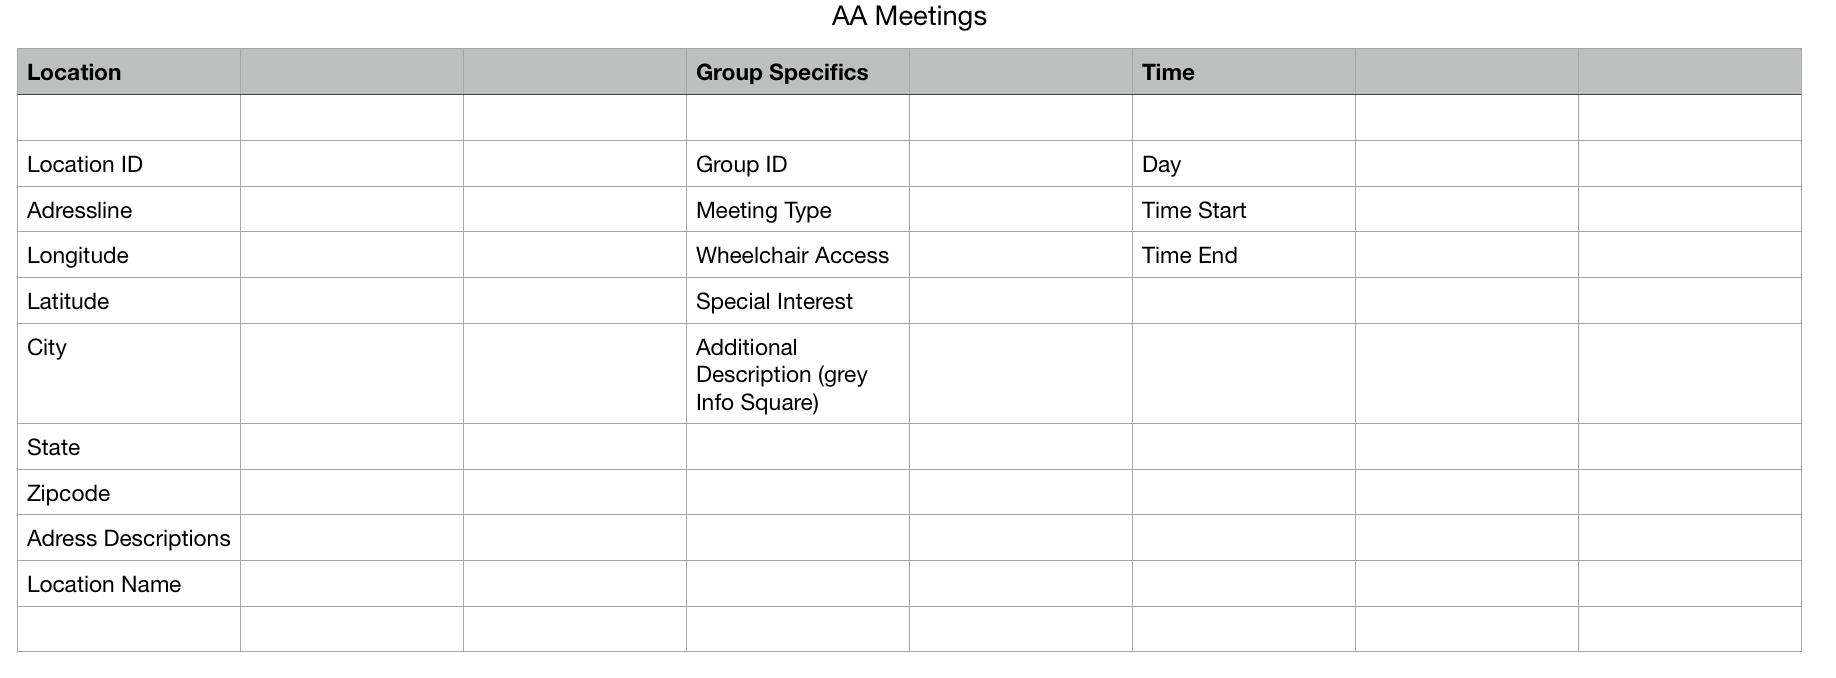 AA Meetings
Location Group Specifics Time
Location ID Group ID Day
Adressline Meeting Type Time Start
Longitude Wheelchair Access Time End
Latitude Special Interest
City Additional
Description (grey
Info Square)
State
Zipcode
Adress Descriptions
Location Name